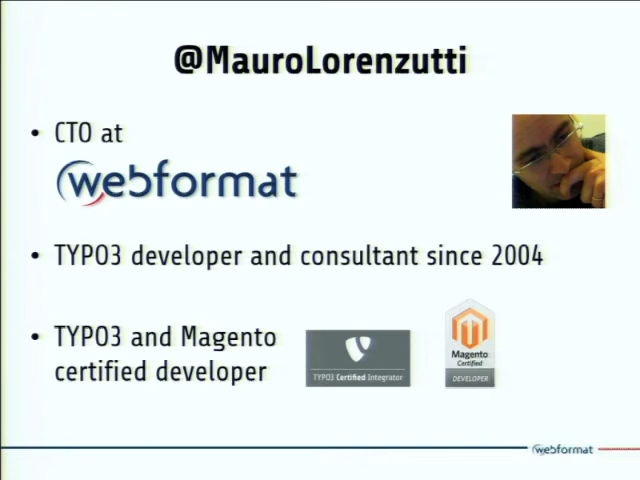 @MauroLorenzutti
• CTO at
webformat
• TYPO3 developer and consultant since 2004
• TYPO3 and Magento
certified developer
TYPO3 Certified Integrator
Magento
Certified
DEVELOPER
webformat